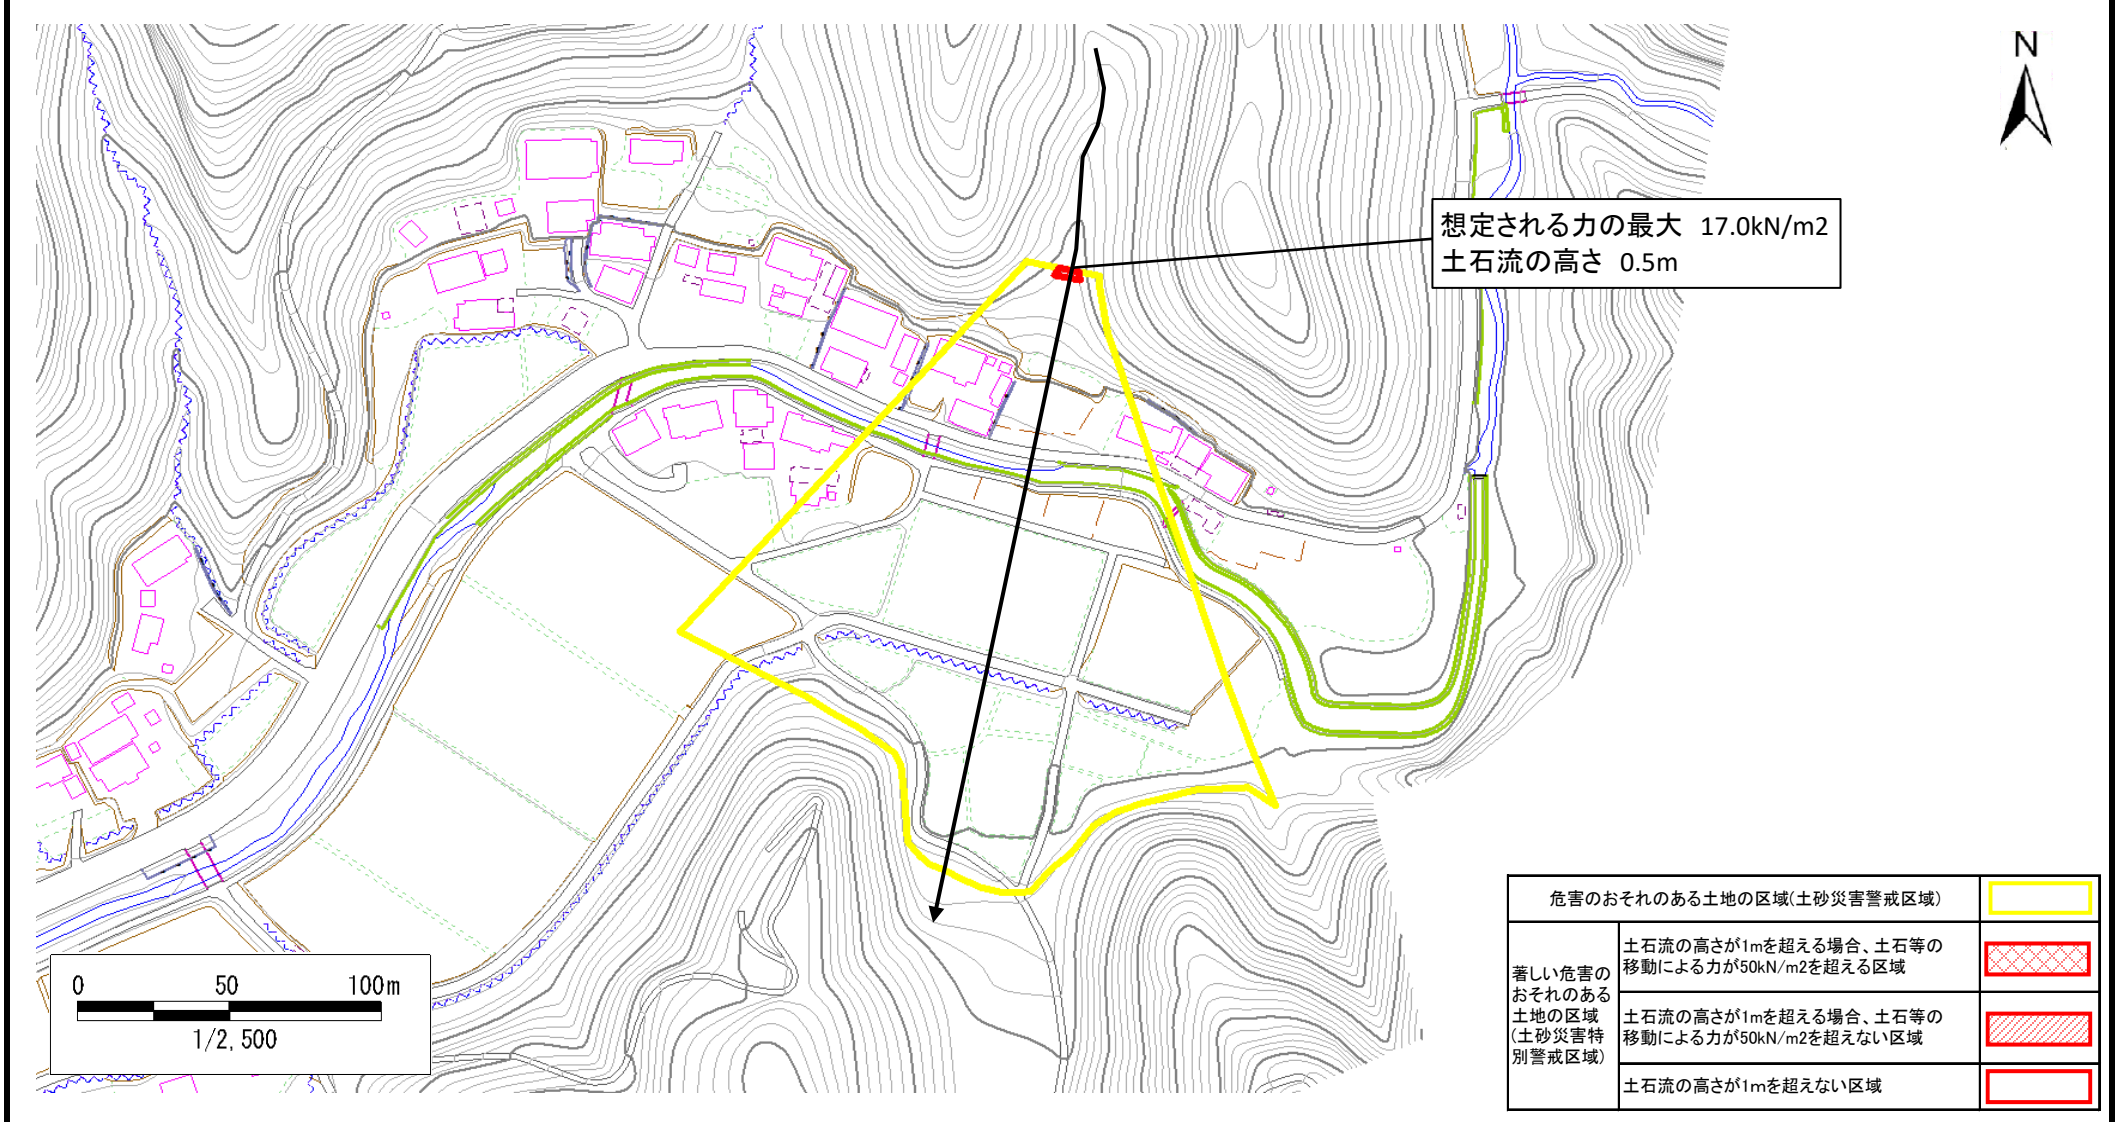 N
想定される力の最大 17.0kN/m2
土石流の高さ 0.5m
0 50 100m
1/2,500
危害のおそれのある土地の区域(土砂災害警戒区域)
著しい危害の
おそれのある
土地の区域
(土砂災害特
別警戒区域)
土石流の高さが1mを超える場合、土石等の
移動による力が50kN/m2を超える区域
土石流の高さが1mを超える場合、土石等の
移動による力が50kN/m2を超えない区域
土石流の高さが1mを超えない区域